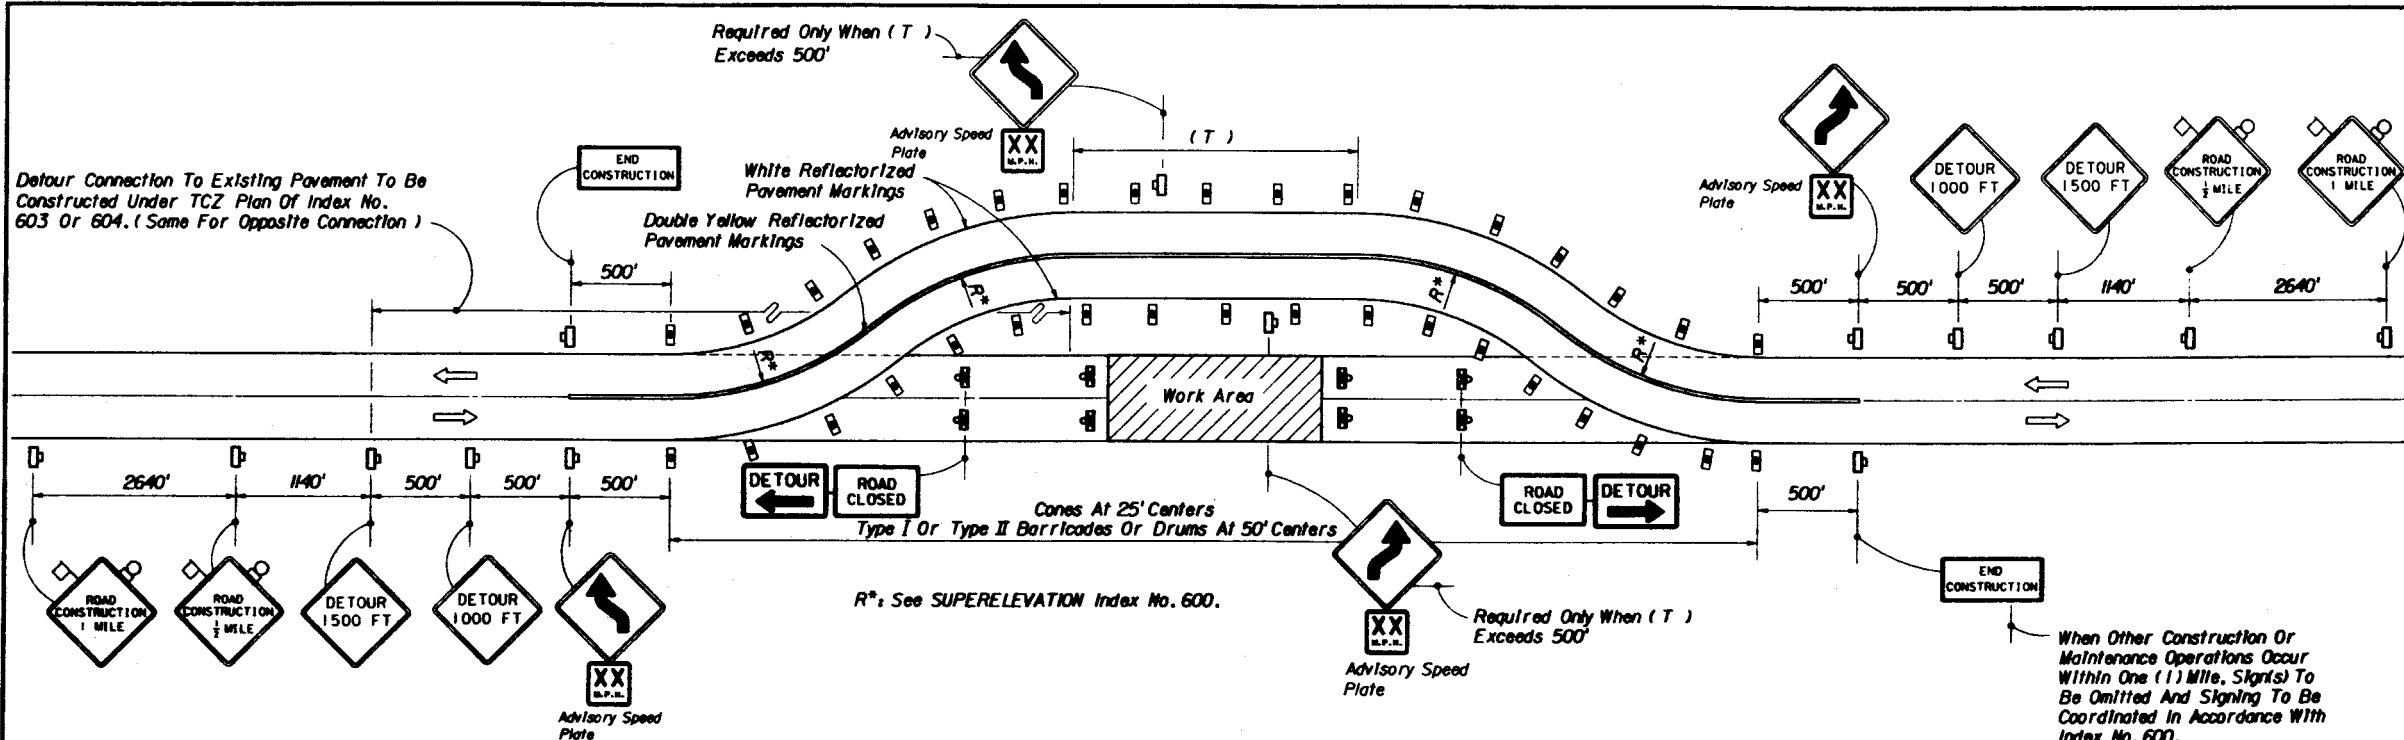 Required Only When ( T )
Exceeds 500'
Advisory Speed
Plate
XX
M.P.H.
( T )
END
CONSTRUCTION
White Reflectorized
Pavement Markings
Detour Connection To Existing Pavement To Be
Constructed Under TCZ Plan Of Index No.
603 Or 604. ( Same For Opposite Connection )
Double Yellow Reflectorized
Pavement Markings
Advisory Speed
Plate
XX
M.P.H.
DETOUR
1000 FT
DETOUR
1500 FT
ROAD
CONSTRUCTION
½ MILE
ROAD
CONSTRUCTION
1 MILE
500'
R*
R*
500'
500'
500'
1140'
2640'
R*
R*
Work Area
2640'
1140'
500'
500'
500'
DETOUR
ROAD
CLOSED
Cones At 25' Centers
Type I Or Type II Barricades Or Drums At 50' Centers
ROAD
CLOSED
DETOUR
500'
ROAD
CONSTRUCTION
1 MILE
ROAD
CONSTRUCTION
½ MILE
DETOUR
1500 FT
DETOUR
1000 FT
XX
M.P.H.
Advisory Speed
Plate
R*: See SUPERELEVATION Index No. 600.
XX
M.P.H.
Advisory Speed
Plate
Required Only When ( T )
Exceeds 500'
END
CONSTRUCTION
When Other Construction Or
Maintenance Operations Occur
Within One (1) Mile, Sign(s) To
Be Omitted And Signing To Be
Coordinated In Accordance With
Index No. 600.